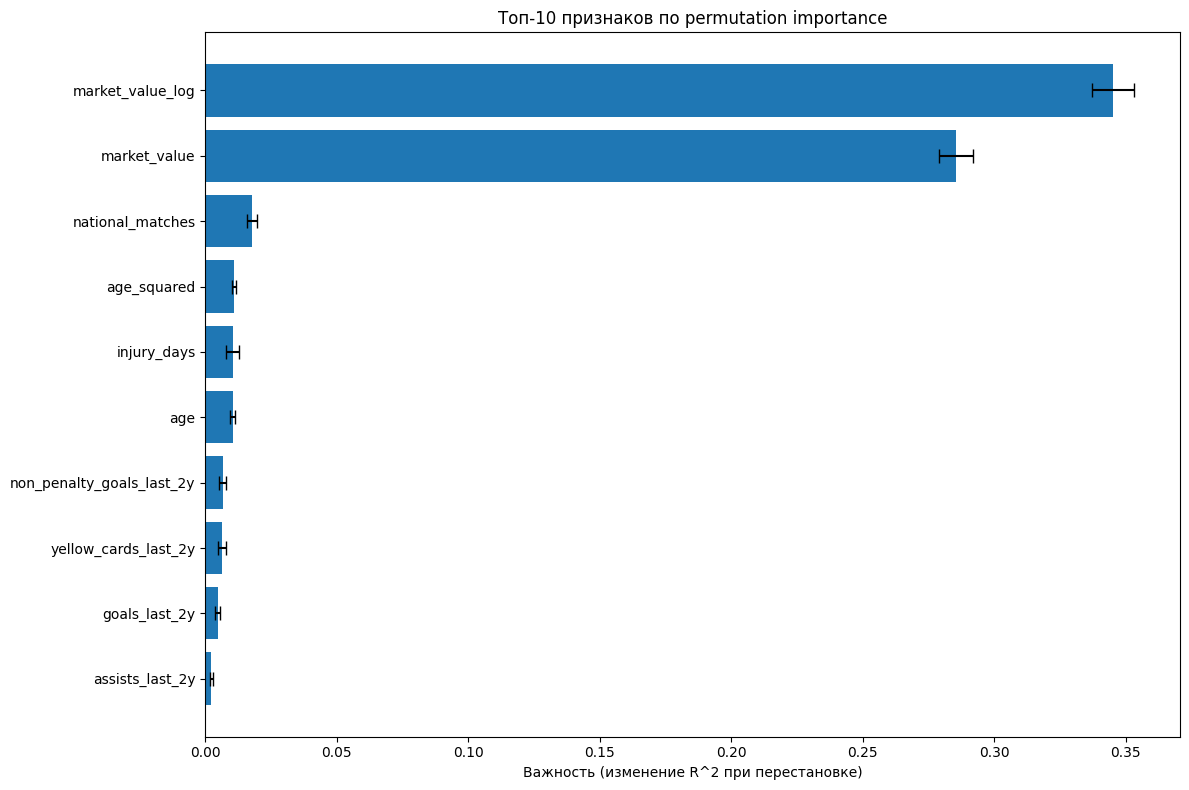 Топ-10 признаков по permutation importance
market_value_log
market_value
national_matches
age_squared
injury_days
age
non_penalty_goals_last_2y
yellow_cards_last_2y
goals_last_2y
assists_last_2y
0.00 0.05 0.10 0.15 0.20 0.25 0.30 0.35
Важность (изменение R^2 при перестановке)